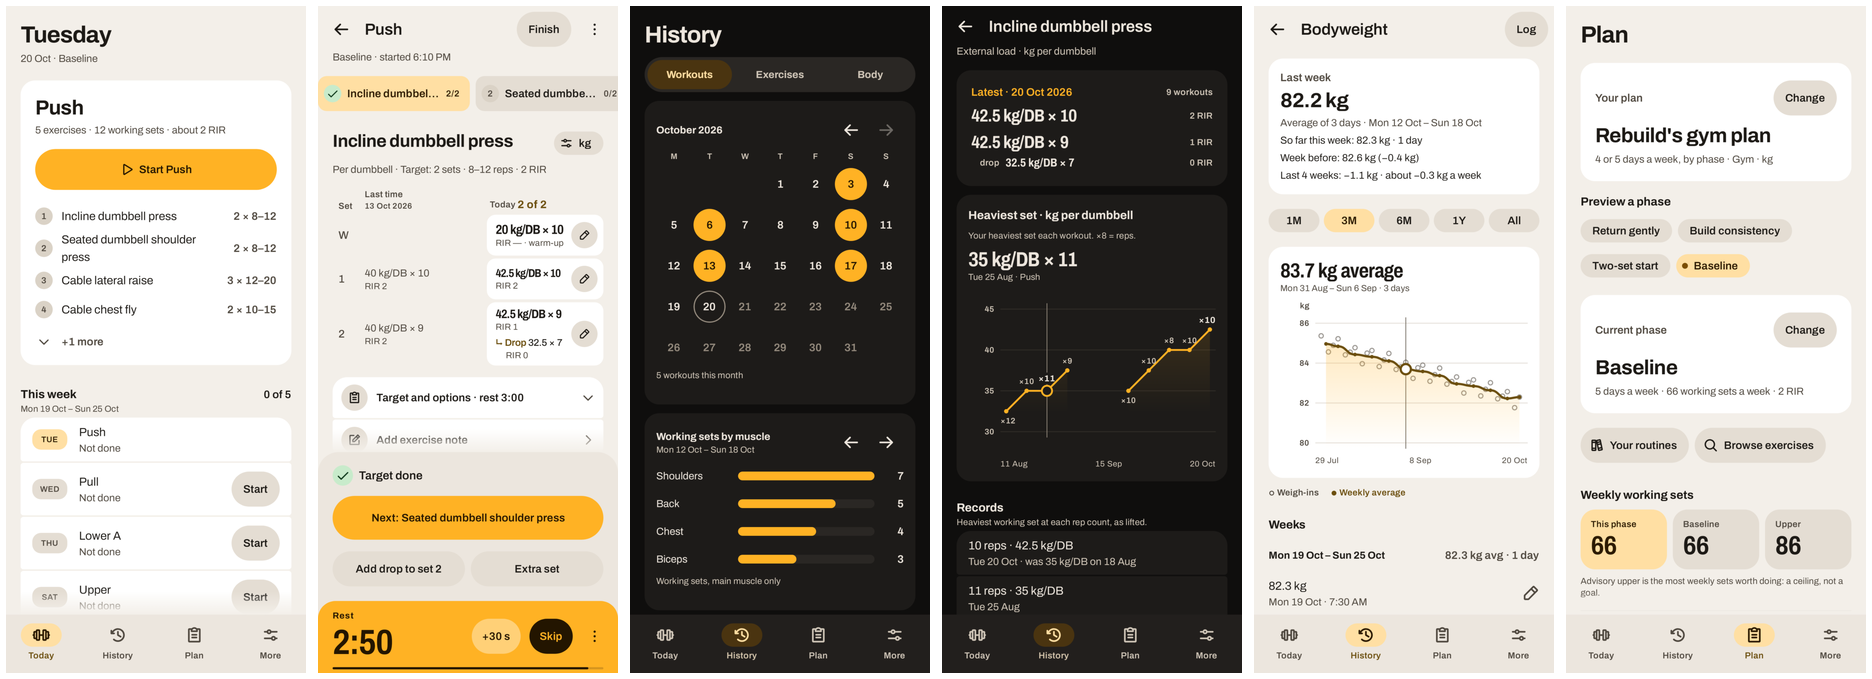 Tuesday
20 Oct · Baseline
Push
5 exercises · 12 working sets · about 2 RIR
Start Push
1 Incline dumbbell press 2 × 8–12
2 Seated dumbbell shoulder press 2 × 8–12
3 Cable lateral raise 3 × 12–20
4 Cable chest fly 2 × 10–15
+1 more
This week 0 of 5
Mon 19 Oct – Sun 25 Oct
TUE Push
Not done
WED Pull
Not done
Start
THU Lower A
Not done
Start
SAT Upper
Not done
Start
Today History Plan More
Push Finish
Baseline · started 6:10 PM
Incline dumbbel... 2/2
2 Seated dumbbe... 0/2
Incline dumbbell press kg
Per dumbbell · Target: 2 sets · 8–12 reps · 2 RIR
Set
Last time
13 Oct 2026
Today 2 of 2
W
20 kg/DB × 10
RIR — · warm-up
1
40 kg/DB × 10
RIR 2
42.5 kg/DB × 10
RIR 2
2
40 kg/DB × 9
RIR 2
42.5 kg/DB × 9
RIR 1
Drop 32.5 × 7
RIR 0
Target and options · rest 3:00
Add exercise note
Target done
Next: Seated dumbbell shoulder press
Add drop to set 2 Extra set
Rest
2:50
+30 s Skip
History
Workouts Exercises Body
October 2026
M T W T F S S
1 2 3 4
5 6 7 8 9 10 11
12 13 14 15 16 17 18
19 20 21 22 23 24 25
26 27 28 29 30 31
5 workouts this month
Working sets by muscle
Mon 12 Oct – Sun 18 Oct
Shoulders 7
Back 5
Chest 4
Biceps 3
Working sets, main muscle only
Today History Plan More
Incline dumbbell press
External load · kg per dumbbell
Latest · 20 Oct 2026 9 workouts
42.5 kg/DB × 10 2 RIR
42.5 kg/DB × 9 1 RIR
drop 32.5 kg/DB × 7 0 RIR
Heaviest set · kg per dumbbell
Your heaviest set each workout. ×8 = reps.
35 kg/DB × 11
Tue 25 Aug · Push
45
40
35
30
×12
×10
×11
×9
×10
×10
×8
×10
×10
11 Aug 15 Sep 20 Oct
Records
Heaviest working set at each rep count, as lifted.
10 reps · 42.5 kg/DB
Tue 20 Oct · was 35 kg/DB on 18 Aug
11 reps · 35 kg/DB
Tue 25 Aug
Today History Plan More
Bodyweight Log
Last week
82.2 kg
Average of 3 days · Mon 12 Oct – Sun 18 Oct
So far this week: 82.3 kg · 1 day
Week before: 82.6 kg (−0.4 kg)
Last 4 weeks: −1.1 kg · about −0.3 kg a week
1M 3M 6M 1Y All
83.7 kg average
Mon 31 Aug – Sun 6 Sep · 3 days
kg
86
84
82
80
29 Jul 8 Sep 20 Oct
Weigh-ins Weekly average
Weeks
Mon 19 Oct – Sun 25 Oct 82.3 kg avg · 1 day
82.3 kg
Mon 19 Oct · 7:30 AM
Today History Plan More
Plan
Your plan Change
Rebuild's gym plan
4 or 5 days a week, by phase · Gym · kg
Preview a phase
Return gently Build consistency
Two-set start Baseline
Current phase Change
Baseline
5 days a week · 66 working sets a week · 2 RIR
Your routines Browse exercises
Weekly working sets
This phase Baseline Upper
66 66 86
Advisory upper is the most weekly sets worth doing: a ceiling, not a
goal.
Today History Plan More